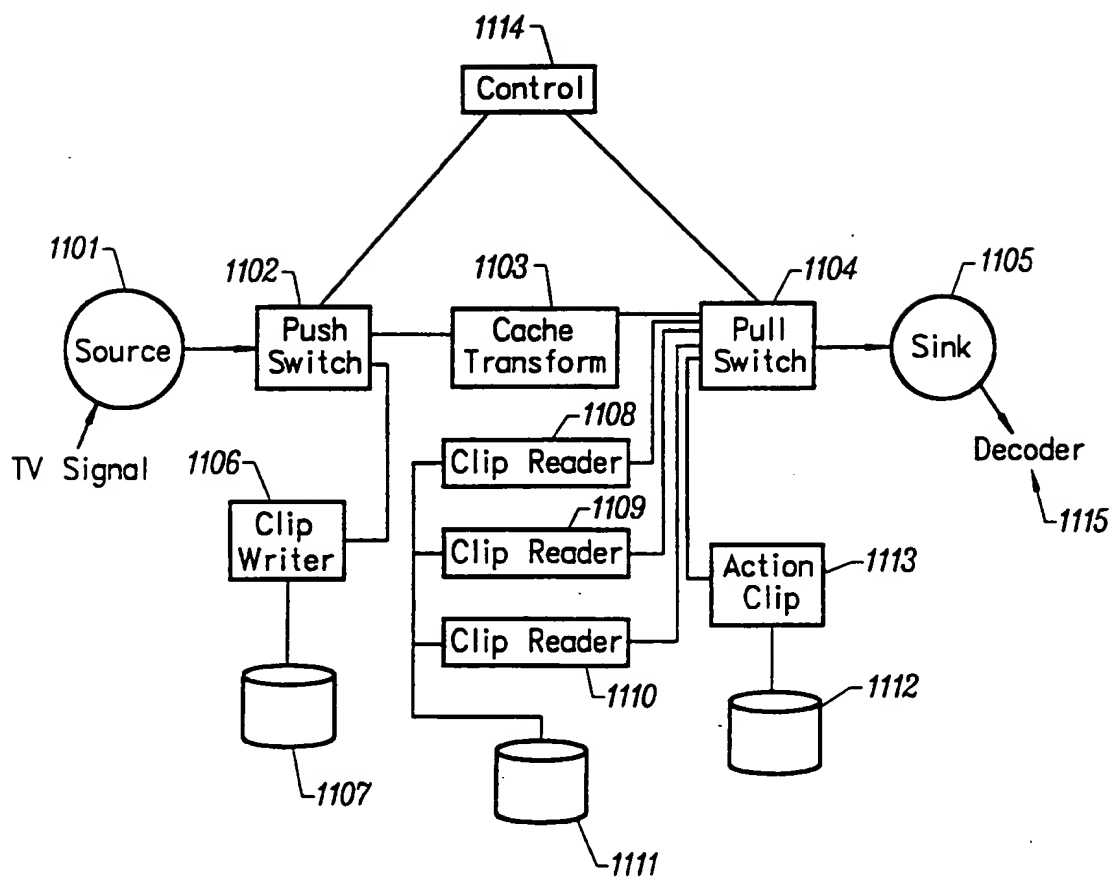 1114
Control
1101
1102
1103
1104
1105
Source
Push
Switch
Cache
Transform
Pull
Switch
Sink
TV Signal
Decoder
1115
1106
Clip
Writer
1107
1108
Clip Reader
1109
Clip Reader
Clip Reader
1110
1111
Action
Clip
1113
1112